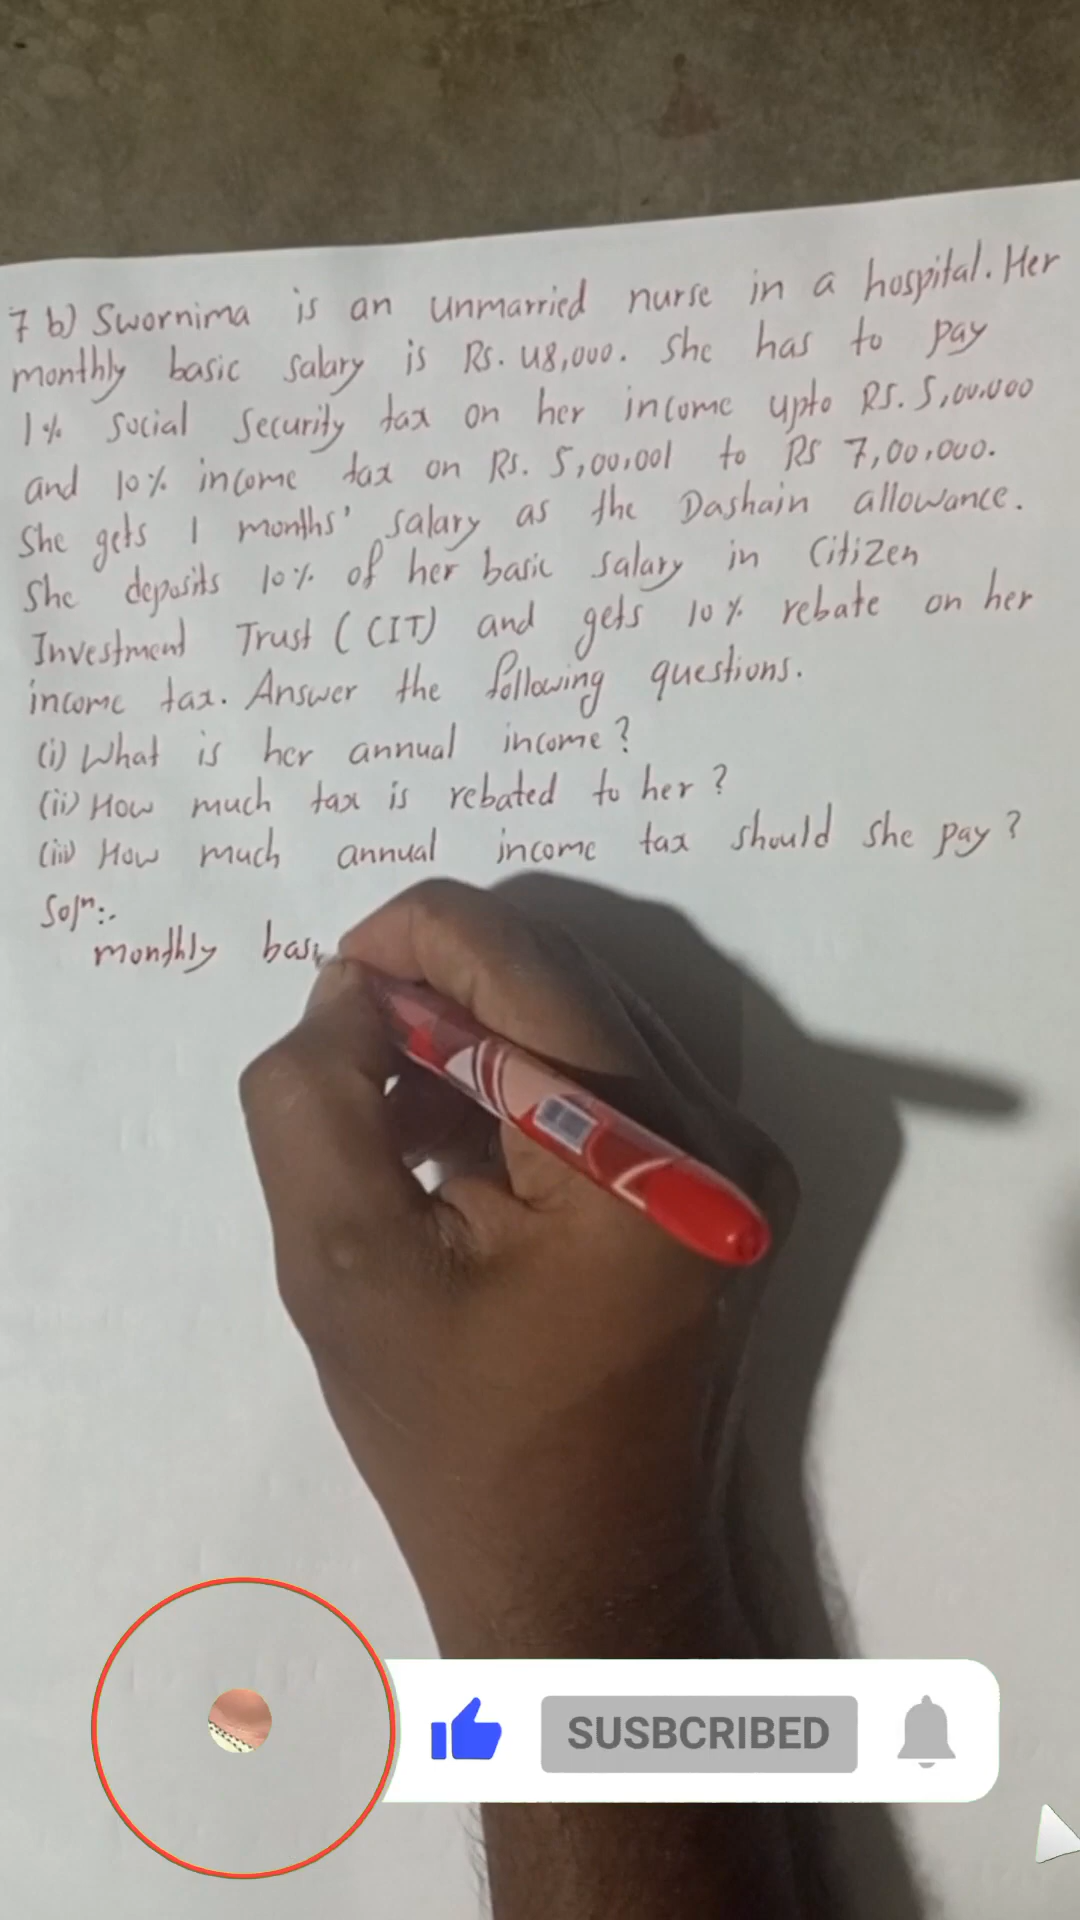 7 b) Swornima is an unmarried nurse in a hospital. Her
monthly basic salary is Rs. 48,000. She has to pay
1% Social Security tax on her income upto Rs. 5,00,000
and 10% income tax on Rs. 5,00,001 to Rs 7,00,000.
She gets 1 months' salary as the Dashain allowance.
She deposits 10% of her basic salary in Citizen
Investment Trust (CIT) and gets 10% rebate on her
income tax. Answer the following questions.
(i) What is her annual income?
(ii) How much tax is rebated to her?
(iii) How much annual income tax should she pay?
Solⁿ:-
monthly basi
SUSBCRIBED